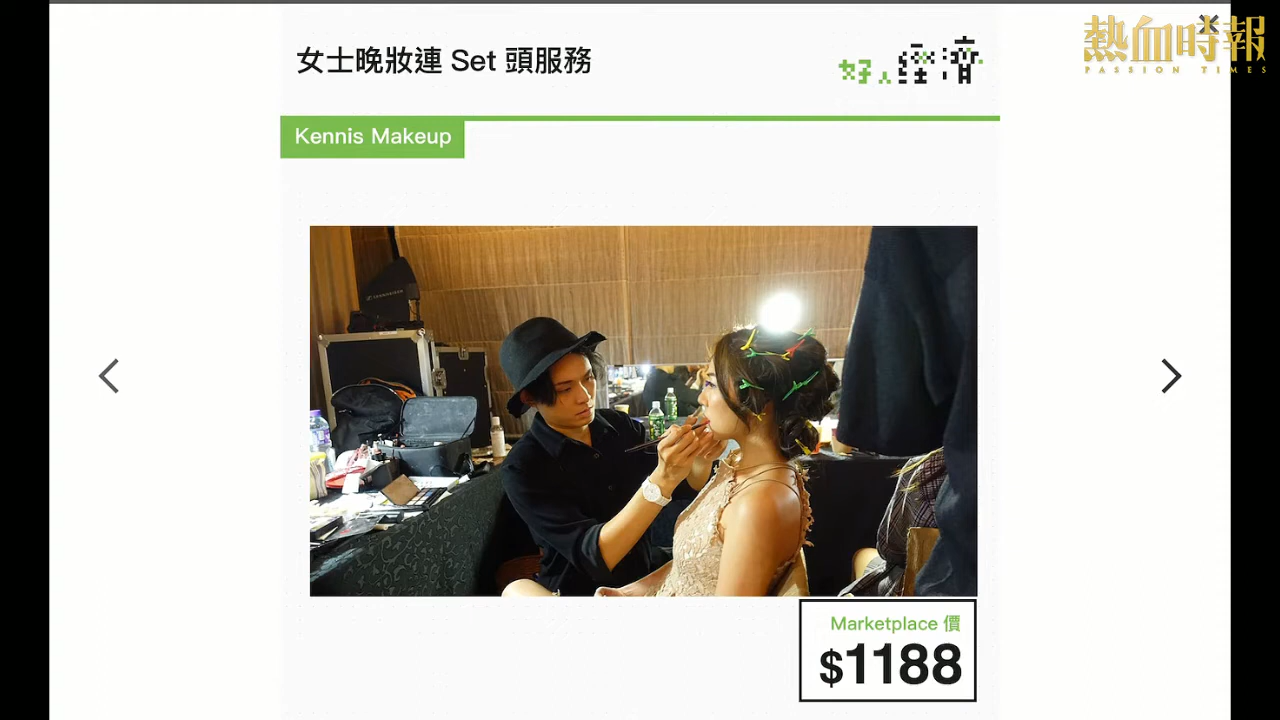 女士晚妝連 Set 頭服務
好人經濟
熱血時報
PASSION TIMES
Kennis Makeup
SENNHEISER
Marketplace 價
$1188